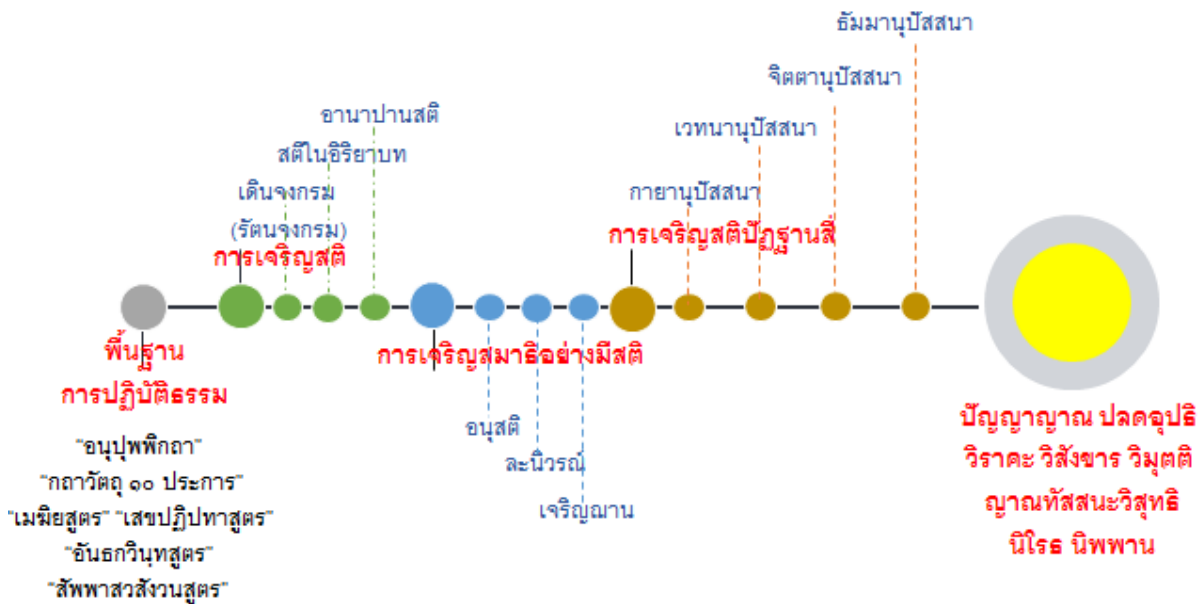 ธัมมานุปัสสนา
จิตตานุปัสสนา
เวทนานุปัสสนา
กายานุปัสสนา
การเจริญสติปัฏฐานสี่
อานาปานสติ
สตีในอิริยาบท
เดินจงกรม
(รัตนจงกรม)
การเจริญสติ
พื้นฐาน
การปฏิบัติธรรม
“อนุปุพพิกถา”
“กถาวัตถุ ๑๐ ประการ”
“เมฆิยสูตร” “เสขปฏิปทาสูตร”
“อันธกวินุทสูตร”
“สัพพาสวสังวนสูตร”
การเจริญสมาธิอย่างมีสติ
อนุสติ
ละนิวรณ์
เจริญฌาน
ปัญญาญาณ ปลดอุปธิ
วิราคะ วิสังขาร วิมุตติ
ญาณทัสสนะวิสุทธิ
นิโรธ นิพพาน